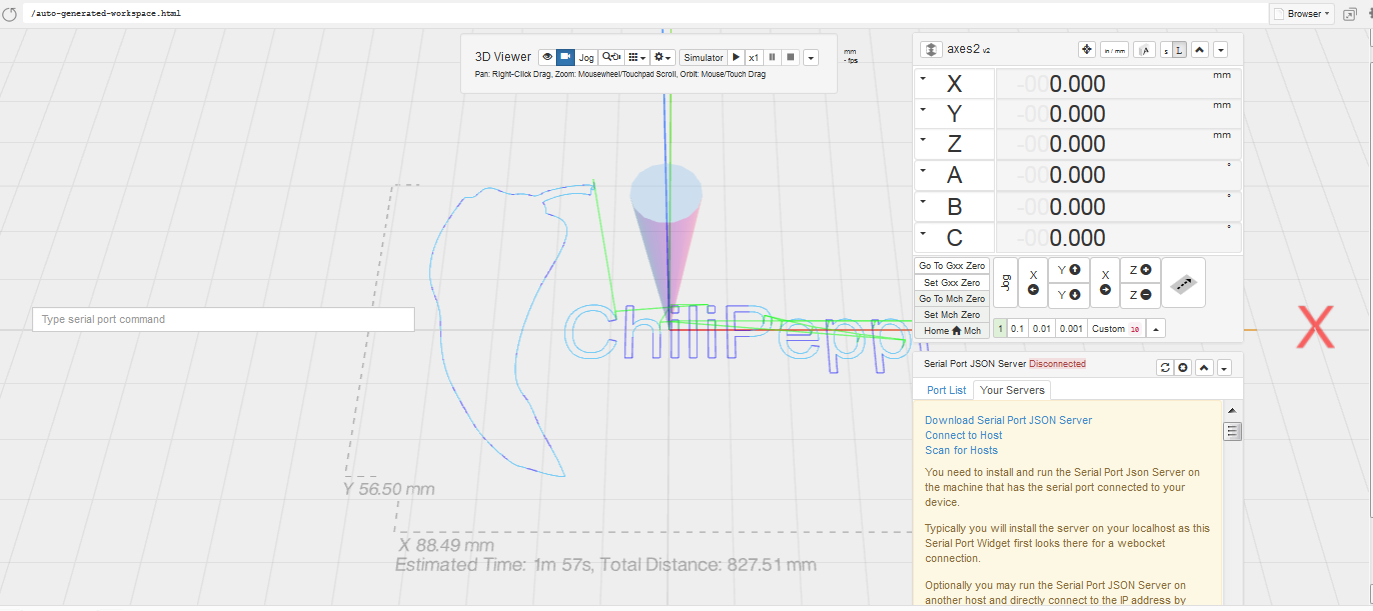 /auto-generated-workspace.html
Browser
3D Viewer
Jog
Simulator
x1
Pan: Right-Click Drag, Zoom: Mousewheel/Touchpad Scroll, Orbit: Mouse/Touch Drag
mm
- fps
axes2 v2
in / mm
A
s
L
X -000.000 mm
Y -000.000 mm
Z -000.000 mm
A -000.000 °
B -000.000 °
C -000.000 °
Go To Gxx Zero
Set Gxx Zero
Go To Mch Zero
Set Mch Zero
Home Mch
Jog
X
Y
Y
X
Z
Z
1 0.1 0.01 0.001 Custom 10
Type serial port command
ChiliPepp
X
Y 56.50 mm
X 88.49 mm
Estimated Time: 1m 57s, Total Distance: 827.51 mm
Serial Port JSON Server Disconnected
Port List
Your Servers
Download Serial Port JSON Server
Connect to Host
Scan for Hosts
You need to install and run the Serial Port Json Server on
the machine that has the serial port connected to your
device.
Typically you will install the server on your localhost as this
Serial Port Widget first looks there for a webocket
connection.
Optionally you may run the Serial Port JSON Server on
another host and directly connect to the IP address by